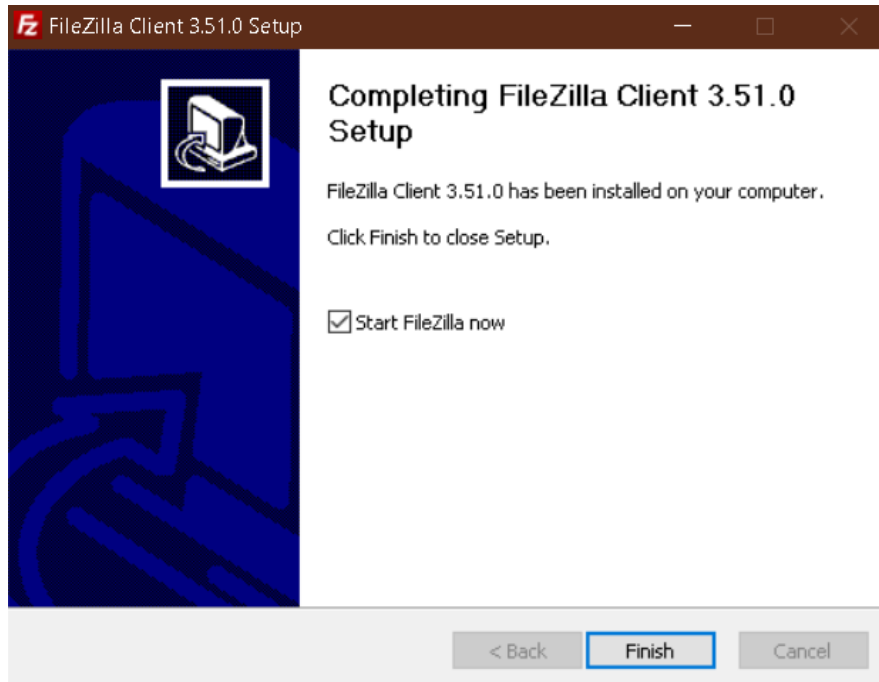 Fz FileZilla Client 3.51.0 Setup
Completing FileZilla Client 3.51.0
Setup
FileZilla Client 3.51.0 has been installed on your computer.
Click Finish to close Setup.
Start FileZilla now
< Back Finish Cancel